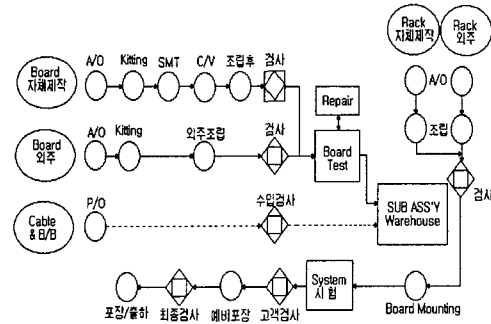 Board
자체제작
A/O
Kitting
SMT
C/V
조립후
검사
Rack
자체제작
Rack
외주
A/O
조립
검사
Repair
Board
외주
A/O
Kitting
외주조립
검사
Board
Test
Cable
& B/B
P/O
수입검사
SUB ASS'Y
Warehouse
System
시 험
Board Mounting
포장/출하
최종검사
예비포장
고객검사